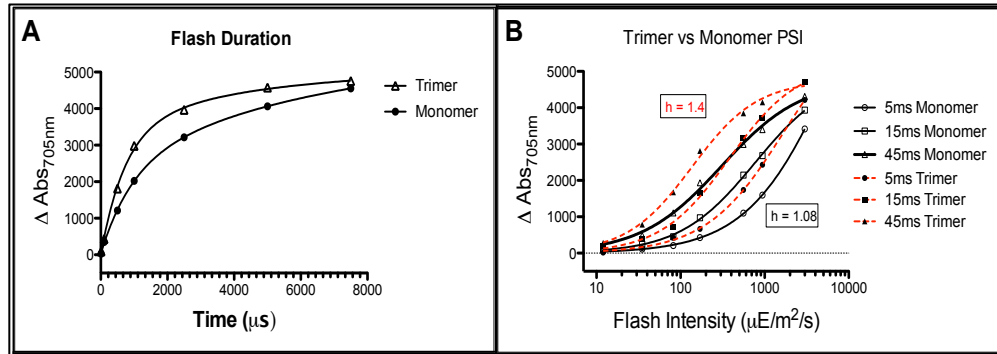 A
Flash Duration
Δ Abs705nm
5000
4000
3000
2000
1000
0
0 2000 4000 6000 8000
Time (μs)
Trimer
Monomer
B
Trimer vs Monomer PSI
Δ Abs705nm
5000
4000
3000
2000
1000
0
10 100 1000 10000
Flash Intensity (μE/m²/s)
h = 1.4
h = 1.08
5ms Monomer
15ms Monomer
45ms Monomer
5ms Trimer
15ms Trimer
45ms Trimer